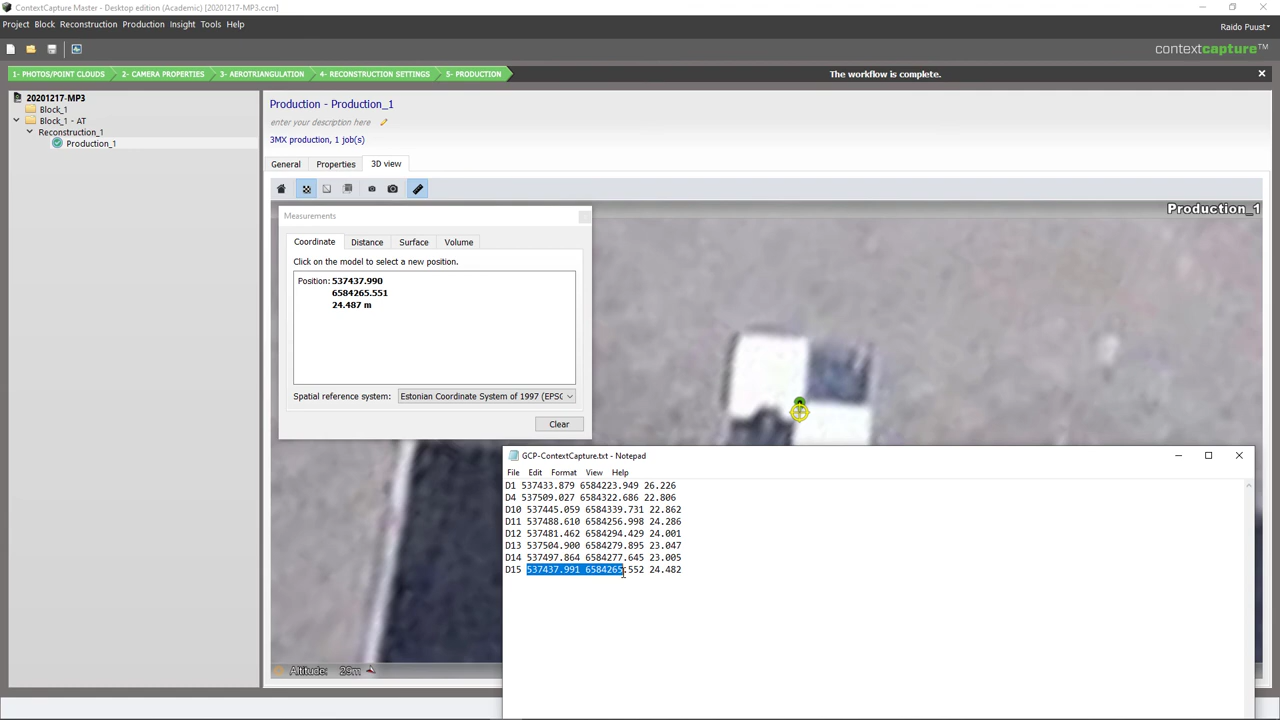 ContextCapture Master - Desktop edition (Academic) [20201217-MP3.ccm]
Project Block Reconstruction Production Insight Tools Help
Raido Puust
contextcapture™
1- PHOTOS/POINT CLOUDS 2- CAMERA PROPERTIES 3- AEROTRIANGULATION 4- RECONSTRUCTION SETTINGS 5- PRODUCTION The workflow is complete.
20201217-MP3
Block_1
Block_1 - AT
Reconstruction_1
Production_1
Production - Production_1
enter your description here
3MX production, 1 job(s)
General Properties 3D view
Production_1
Measurements
Coordinate Distance Surface Volume
Click on the model to select a new position.
Position: 537437.990
6584265.551
24.487 m
Spatial reference system: Estonian Coordinate System of 1997 (EPSC
Clear
GCP-ContextCapture.txt - Notepad
File Edit Format View Help
D1 537433.879 6584223.949 26.226
D4 537509.027 6584322.686 22.806
D10 537445.059 6584339.731 22.862
D11 537488.610 6584256.998 24.286
D12 537481.462 6584294.429 24.001
D13 537504.900 6584279.895 23.047
D14 537497.864 6584277.645 23.005
D15 537437.991 6584265.552 24.482
Altitude: 29m